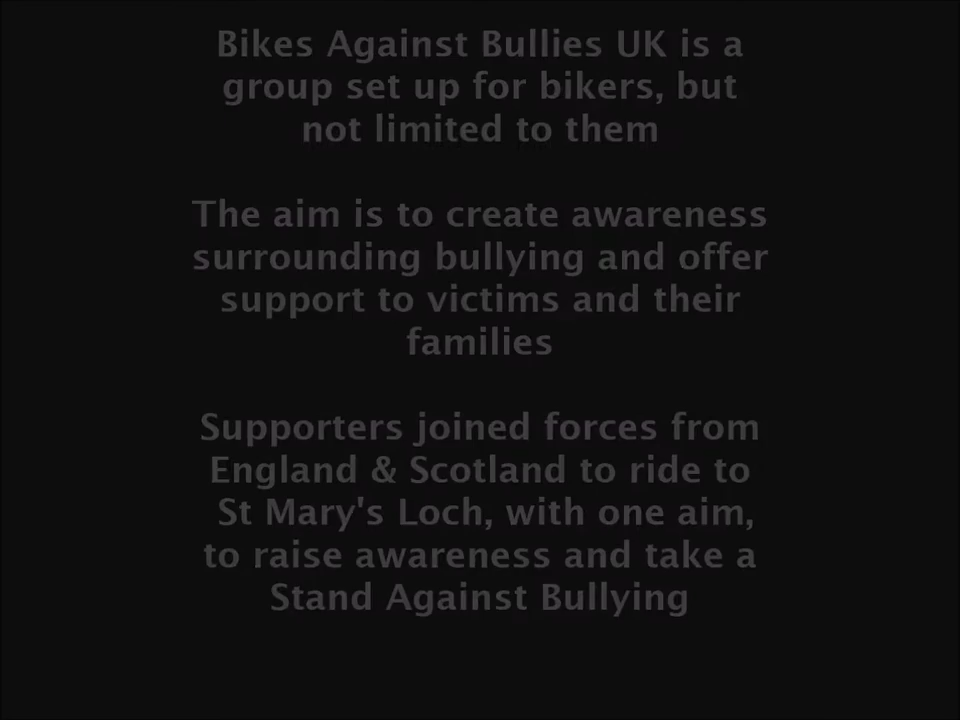 Bikes Against Bullies UK is a
group set up for bikers, but
not limited to them
The aim is to create awareness
surrounding bullying and offer
support to victims and their
families
Supporters joined forces from
England & Scotland to ride to
St Mary's Loch, with one aim,
to raise awareness and take a
Stand Against Bullying